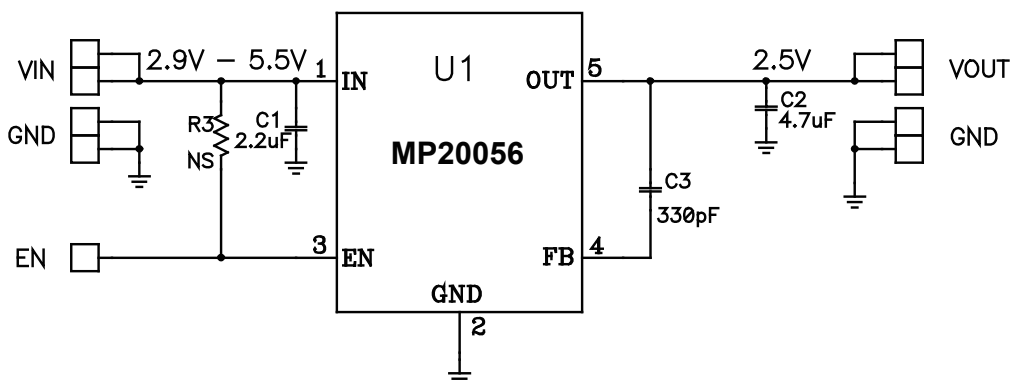 VIN
2.9V – 5.5V
1
IN
U1
OUT
5
2.5V
VOUT
GND
R3
NS
C1
2.2uF
MP20056
C2
4.7uF
GND
C3
330pF
EN
3
EN
FB
4
GND
2